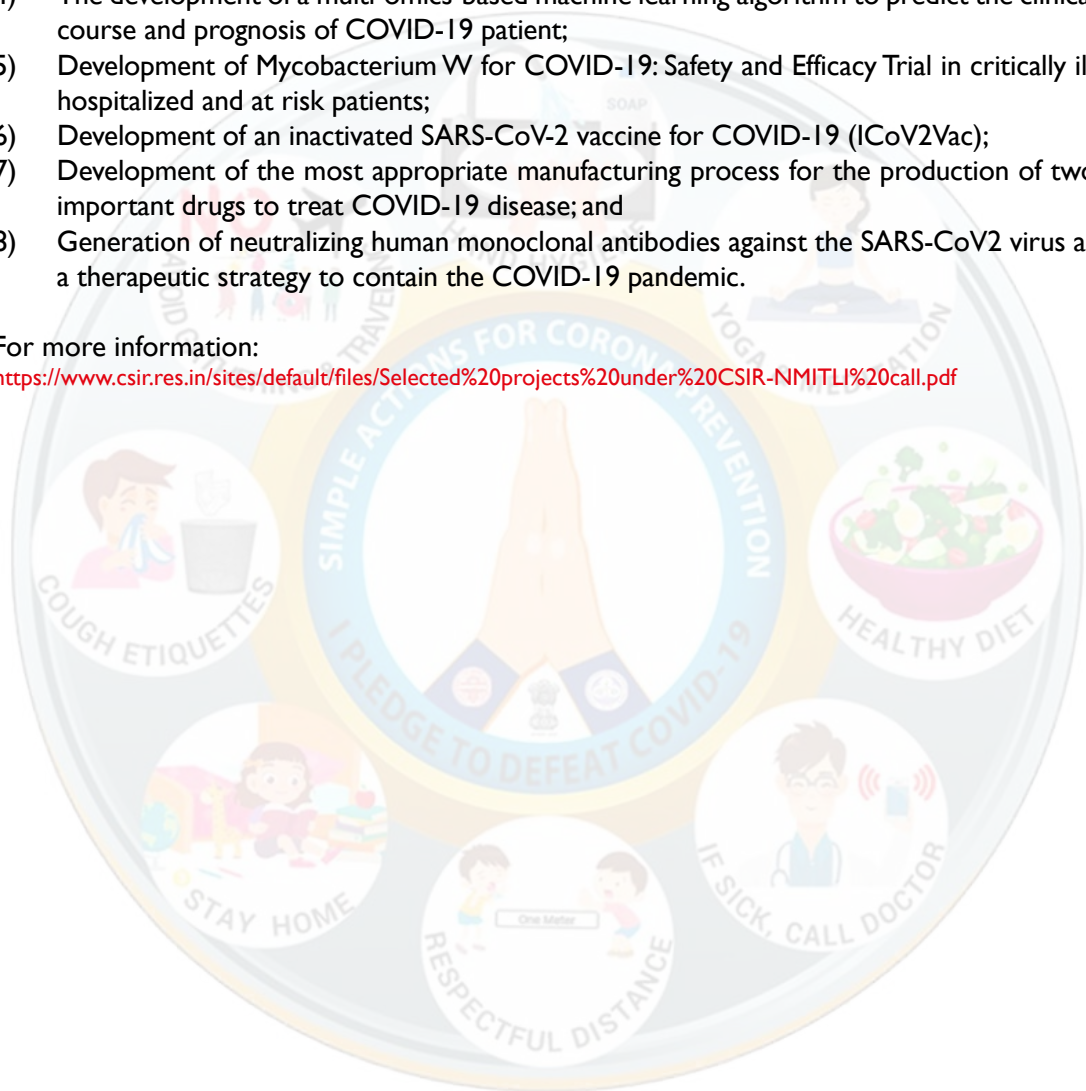 course and prognosis of COVID-19 patient;
Development of Mycobacterium W for COVID-19: Safety and Efficacy Trial in critically
hospitalized and at risk patients;
Development of an inactivated SARS-CoV-2 vaccine for COVID-19 (ICoV2Vac);
Development of the most appropriate manufacturing process for the production of
important drugs to treat COVID-19 disease; and
Generation of neutralizing human monoclonal antibodies against the SARS-CoV2 virus
a therapeutic strategy to contain the COVID-19 pandemic.
For more information:
https://www.csir.res.in/sites/default/files/Selected%20projects%20under%20CSIR-NMITLI%20call.pdf
SOAP
NO
HAND HYGIENE
YOGA MEDITATION
SIMPLE ACTIONS FOR CORONA PREVENTION
I PLEDGE TO DEFEAT COVID-19
COUGH ETIQUETTES
HEALTHY DIET
STAY HOME
One Meter
RESPECTFUL DISTANCE
IF SICK, CALL DOCTOR